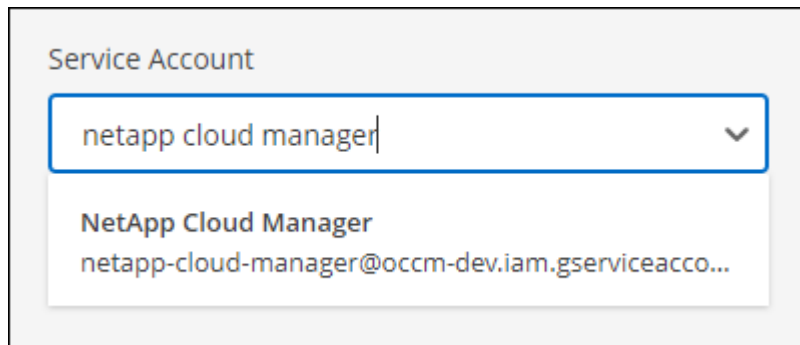 Service Account
netapp cloud manager
NetApp Cloud Manager
netapp-cloud-manager@occm-dev.iam.gserviceacco...